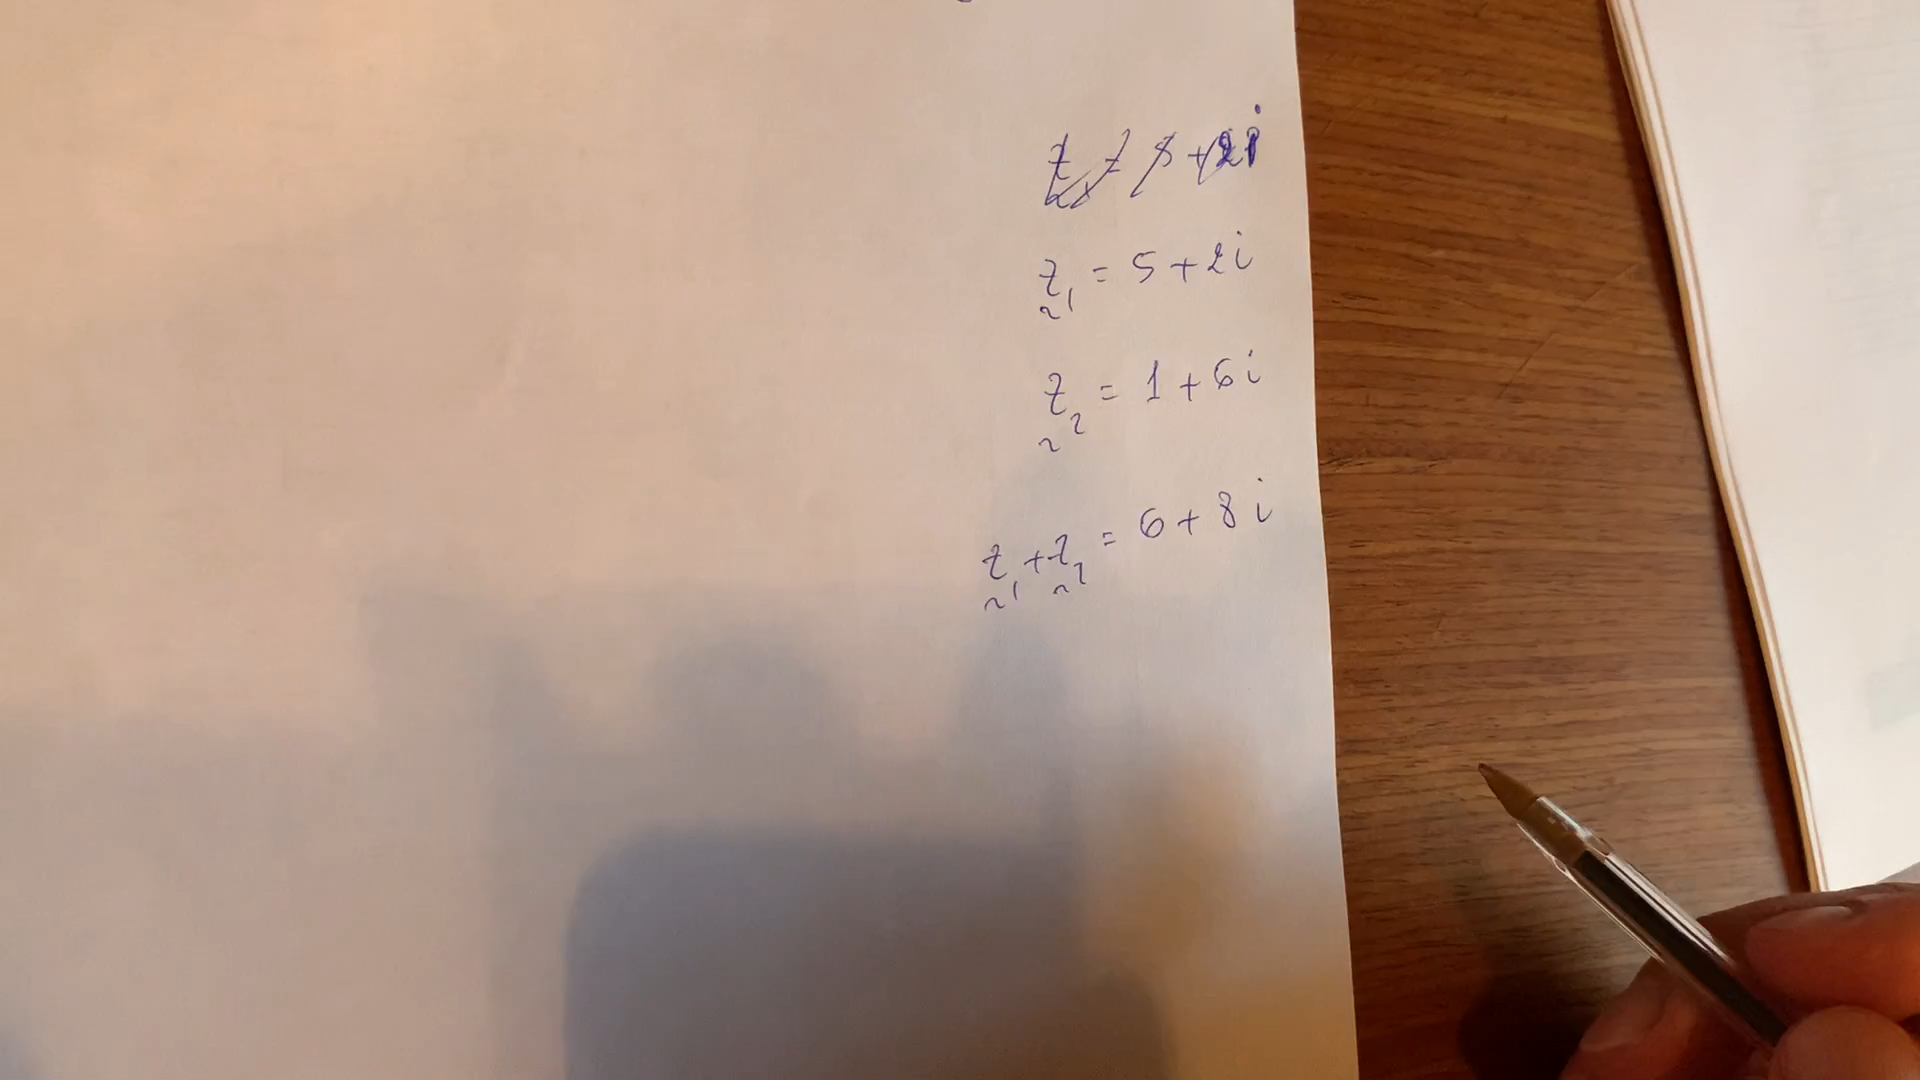 z₁ = 5 + 2i
z₂ = 1 + 6i
z₁ + z₂ = 6 + 8i